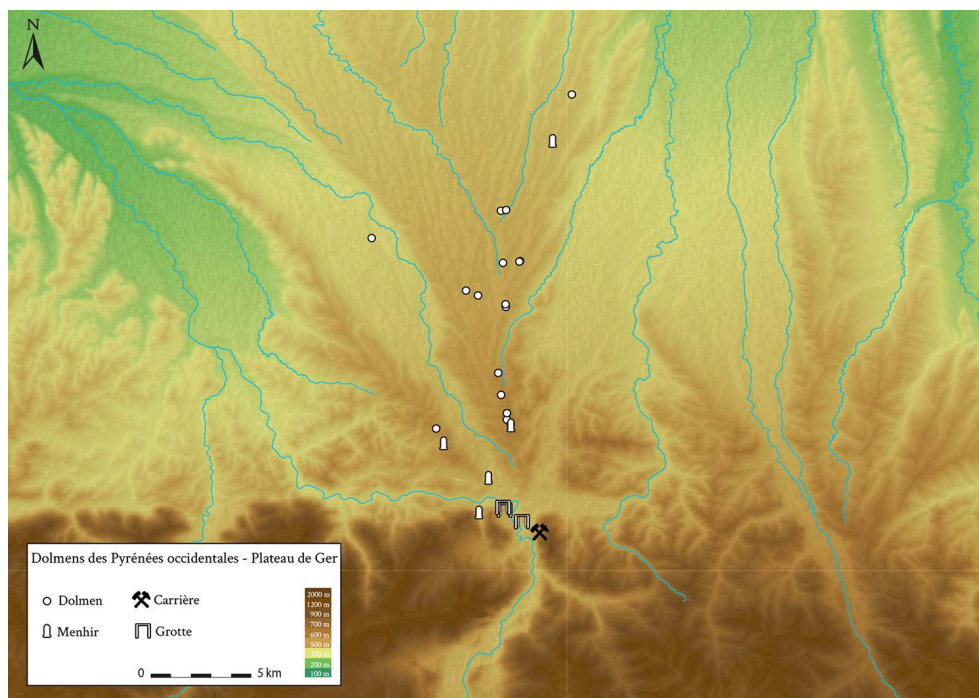 N
Dolmens des Pyrénées occidentales - Plateau de Ger
Dolmen
Carrière
Menhir
Grotte
2000 m
1200 m
900 m
700 m
600 m
500 m
300 m
200 m
100 m
0 5 km